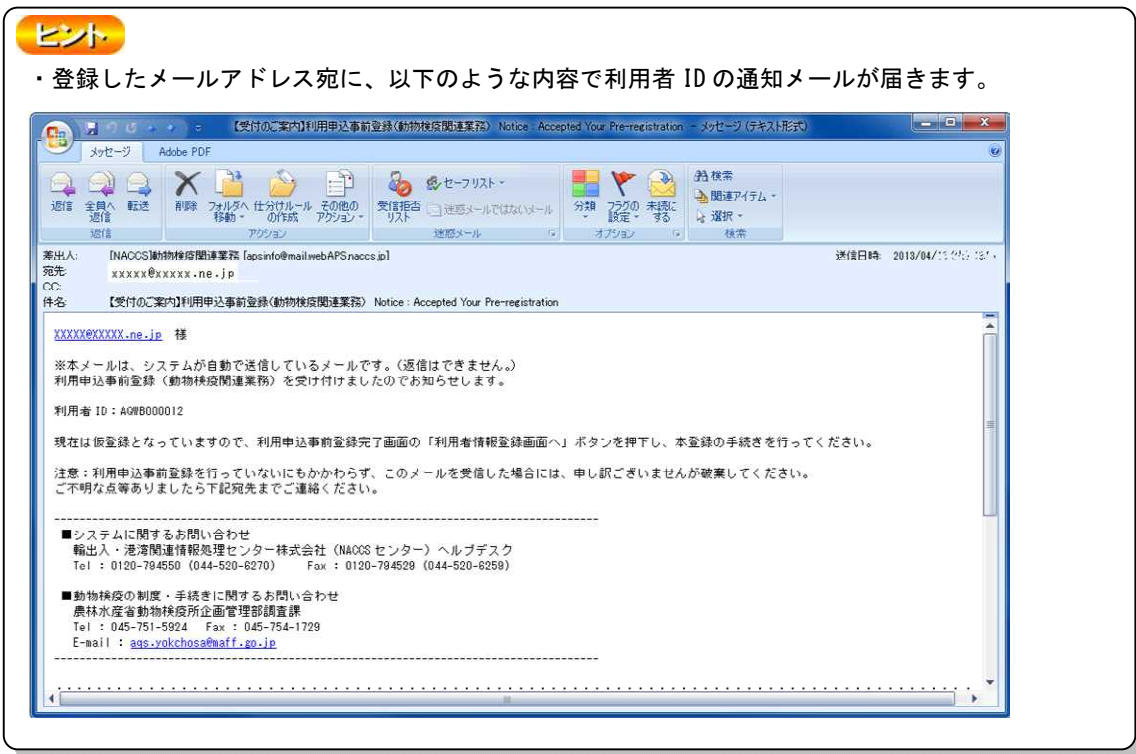 ヒント
・登録したメールアドレス宛に、以下のような内容で利用者 ID の通知メールが届きます。
【受付のご案内】利用申込事前登録(動物検疫関連業務) Notice : Accepted Your Pre-registration - メッセージ (テキスト形式)
メッセージ Adobe PDF
返信 全員へ返信 転送 削除 フォルダへ移動 仕分けルールの作成 その他のアクション 受信拒否リスト セーフリスト 迷惑メールではないメール 分類 フラグの設定 未読にする 検索 関連アイテム 選択
返信 アクション 迷惑メール オプション 検索
差出人: [NACCS]動物検疫関連業務 [apsinfo@mail.webAPS.naccs.jp] 送信日時: 2013/04/
宛先: xxxxx@xxxxx.ne.jp
CC:
件名: 【受付のご案内】利用申込事前登録(動物検疫関連業務) Notice : Accepted Your Pre-registration
XXXXX@XXXXX.ne.jp 様
※本メールは、システムが自動で送信しているメールです。(返信はできません。)
利用申込事前登録(動物検疫関連業務)を受け付けましたのでお知らせします。
利用者 ID：AQWB000012
現在は仮登録となっていますので、利用申込事前登録完了画面の「利用者情報登録画面へ」ボタンを押下し、本登録の手続きを行ってください。
注意：利用申込事前登録を行っていないにもかかわらず、このメールを受信した場合には、申し訳ございませんが破棄してください。
ご不明な点等ありましたら下記宛先までご連絡ください。
■システムに関するお問い合わせ
輸出入・港湾関連情報処理センター株式会社（NACCS センター）ヘルプデスク
Tel : 0120-794550 (044-520-6270) Fax : 0120-794529 (044-520-6259)
■動物検疫の制度・手続きに関するお問い合わせ
農林水産省動物検疫所企画管理部調査課
Tel : 045-751-5924 Fax : 045-754-1729
E-mail : aqs.yokchosa@maff.go.jp